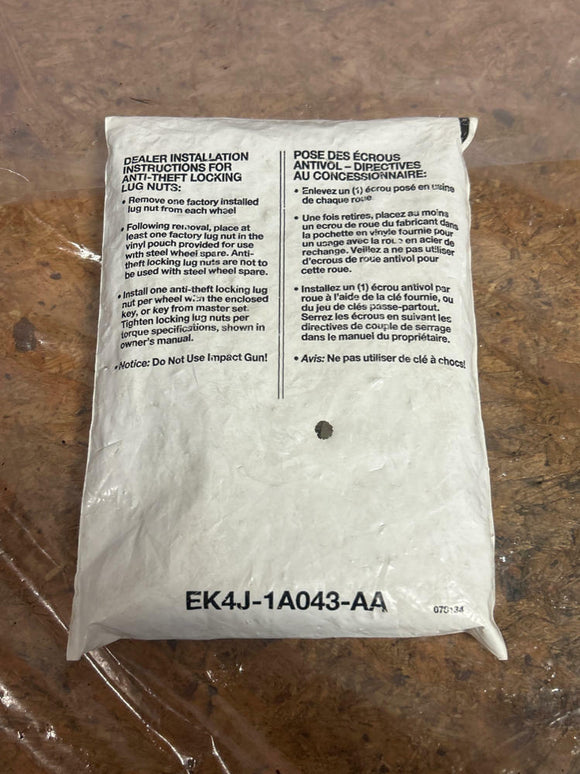 DEALER INSTALLATION
INSTRUCTIONS FOR
ANTI-THEFT LOCKING
LUG NUTS:
• Remove one factory installed
lug nut from each wheel
• Following removal, place at
least one factory lug nut in the
vinyl pouch provided for use
with steel wheel spare. Anti-
theft locking lug nuts are not to
be used with steel wheel spare.
• Install one anti-theft locking lug
nut per wheel with the enclosed
key, or key from master set.
Tighten locking lug nuts per
torque specifications, shown in
owner's manual.
• Notice: Do Not Use Impact Gun!
POSE DES ÉCROUS
ANTIVOL – DIRECTIVES
AU CONCESSIONNAIRE:
• Enlevez un (1) écrou posé en usine
de chaque roue
• Une fois retires, placez au moins
un ecrou de roue du fabricant dans
la pochette en vinyle fournie pour
un usage avec la roue en acier de
rechange. Veillez a ne pas utiliser
d'ecrous de roue antivol pour
cette roue.
• Installez un (1) écrou antivol par
roue à l'aide de la clé fournie, ou
du jeu de clés passe-partout.
Serrez les écrous en suivant les
directives de couple de serrage
dans le manuel du propriétaire.
• Avis: Ne pas utiliser de clé à chocs!
EK4J-1A043-AA